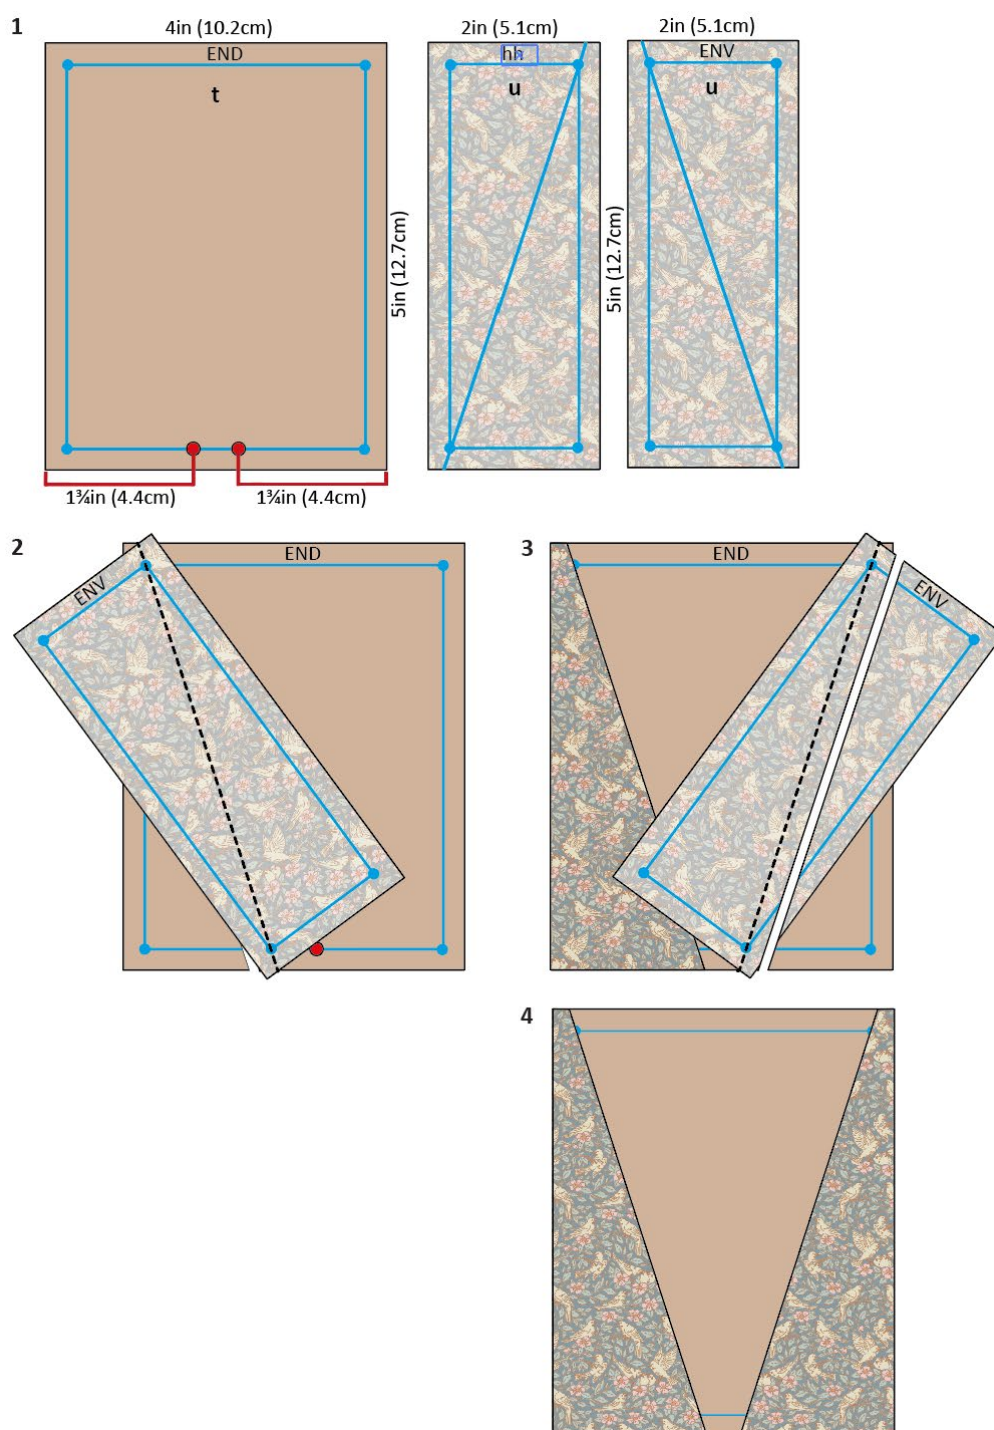 1
4in (10.2cm)
2in (5.1cm)
2in (5.1cm)
END
hh
ENV
t
u
u
5in (12.7cm)
5in (12.7cm)
1¾in (4.4cm)
1¾in (4.4cm)
2
END
ENV
3
END
ENV
4